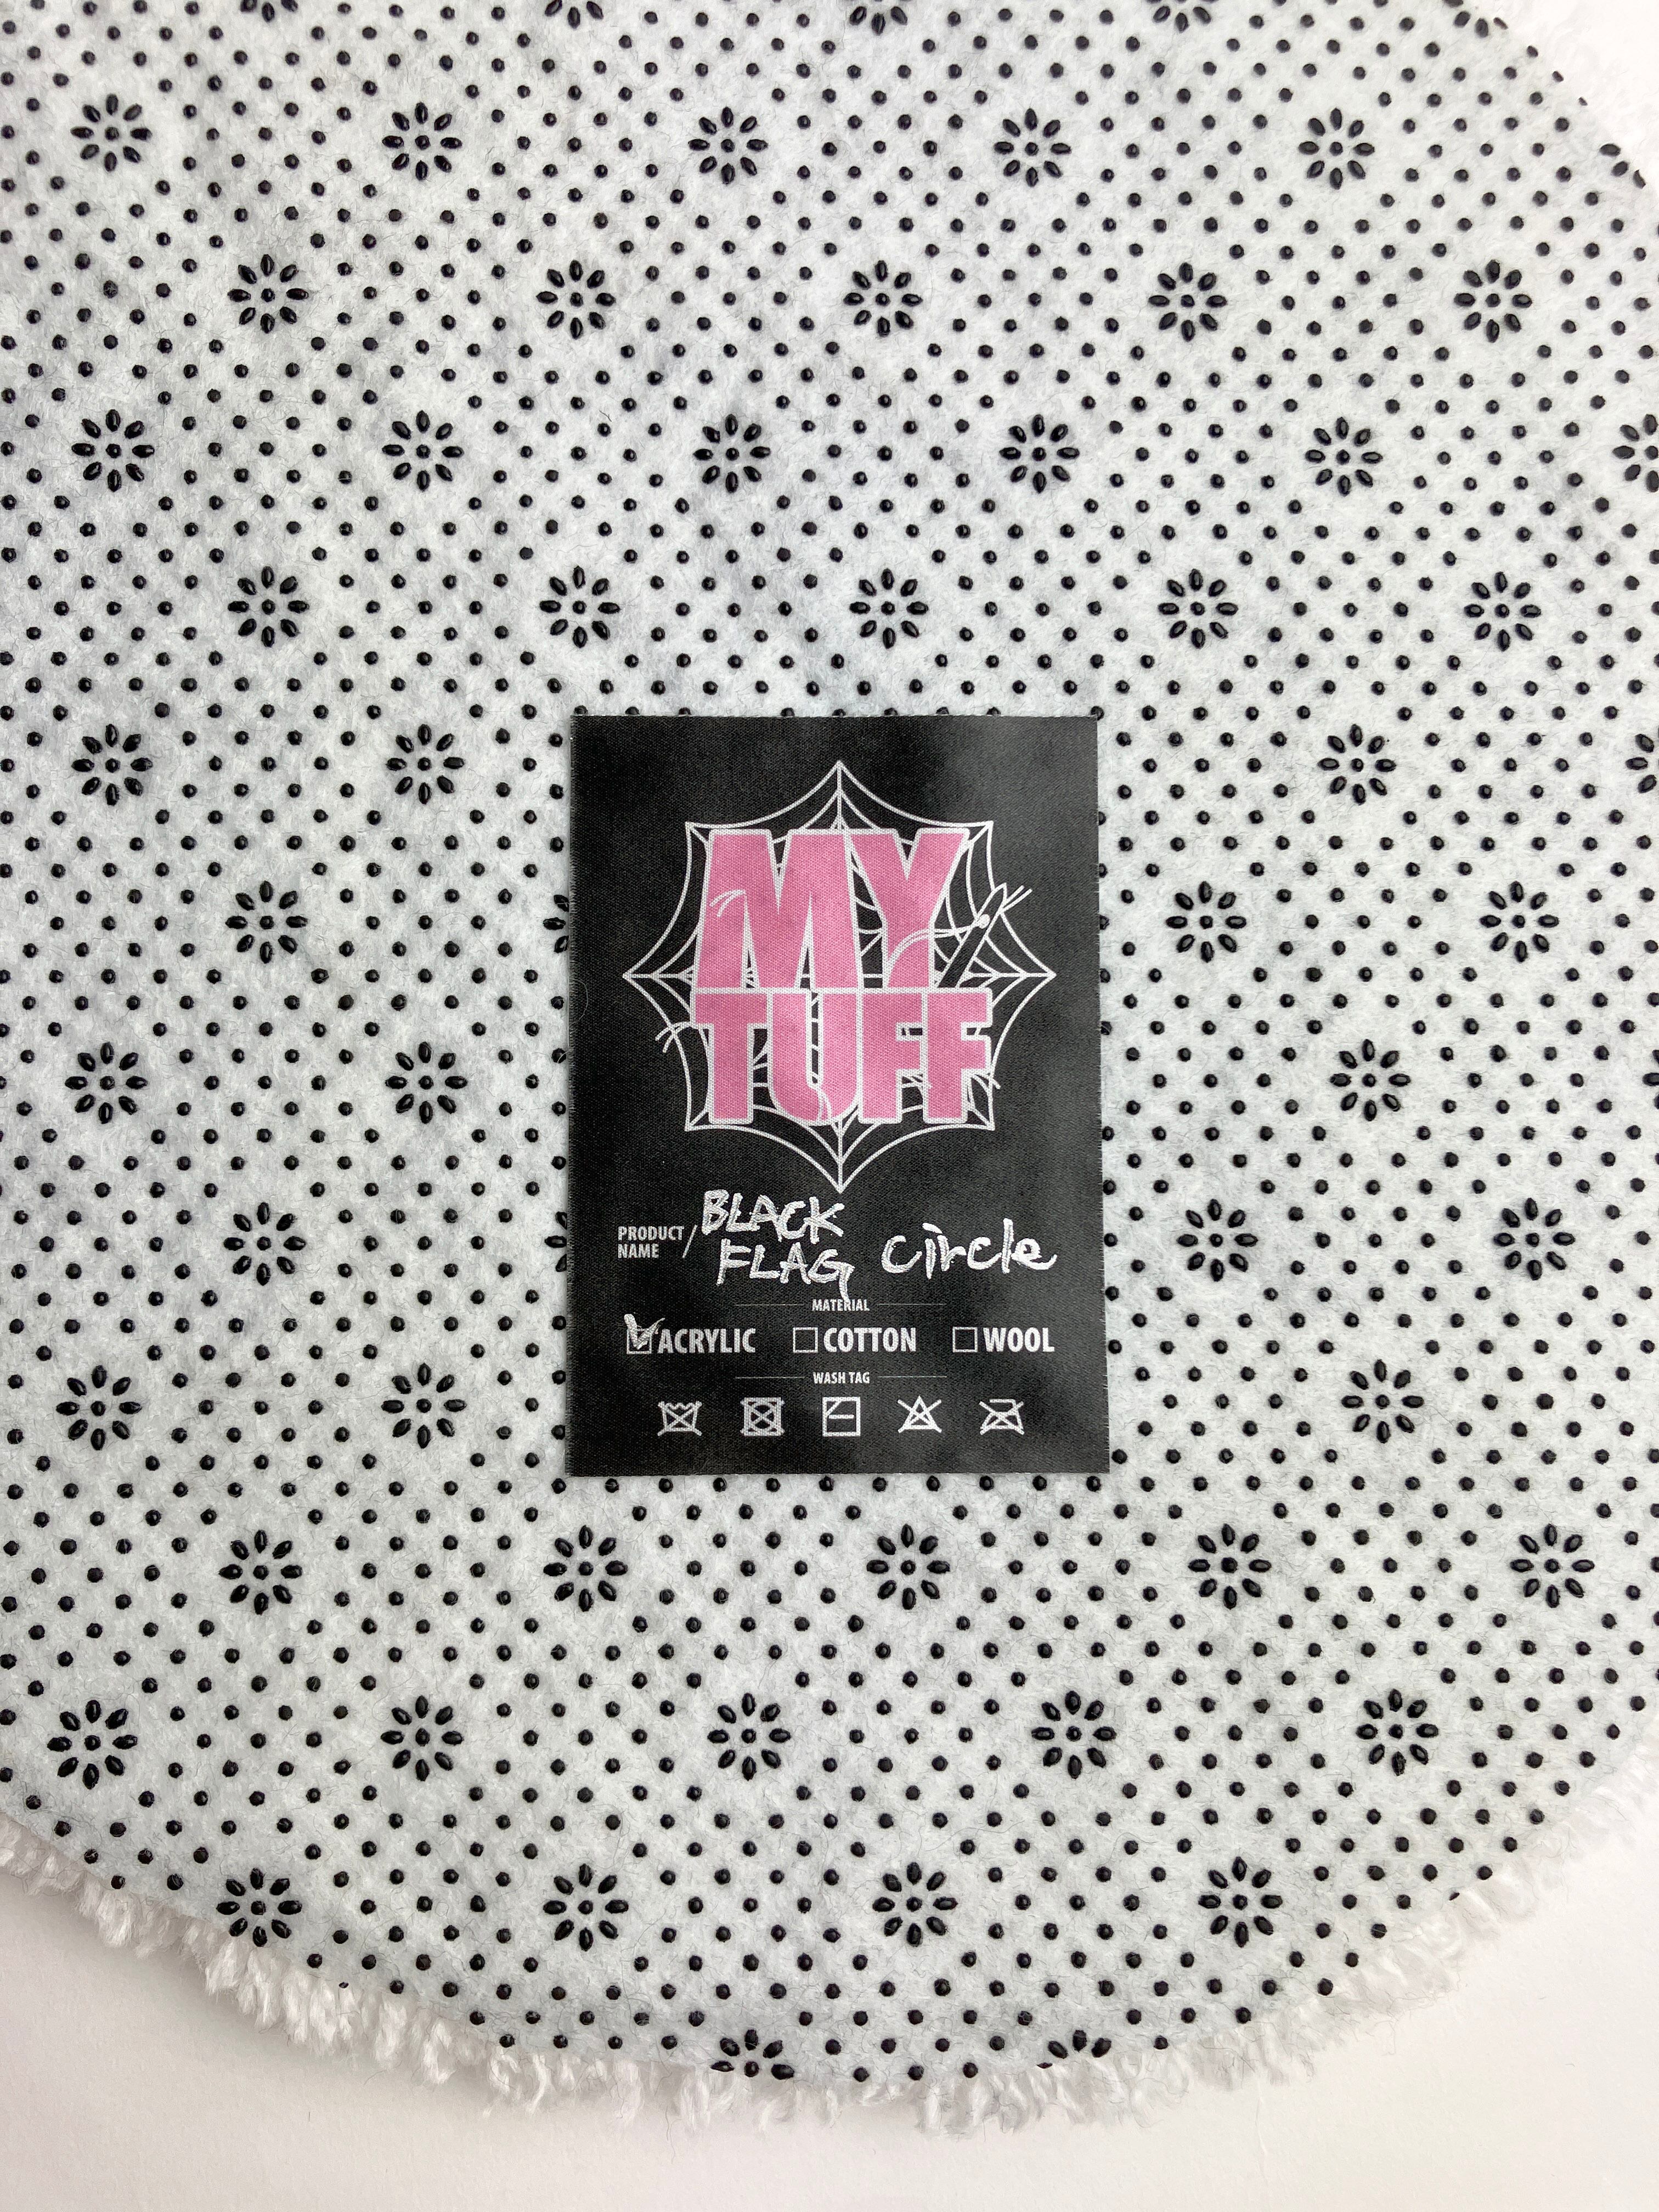 MY
TUFF
PRODUCT NAME / BLACK FLAG circle
MATERIAL
ACRYLIC COTTON WOOL
WASH TAG